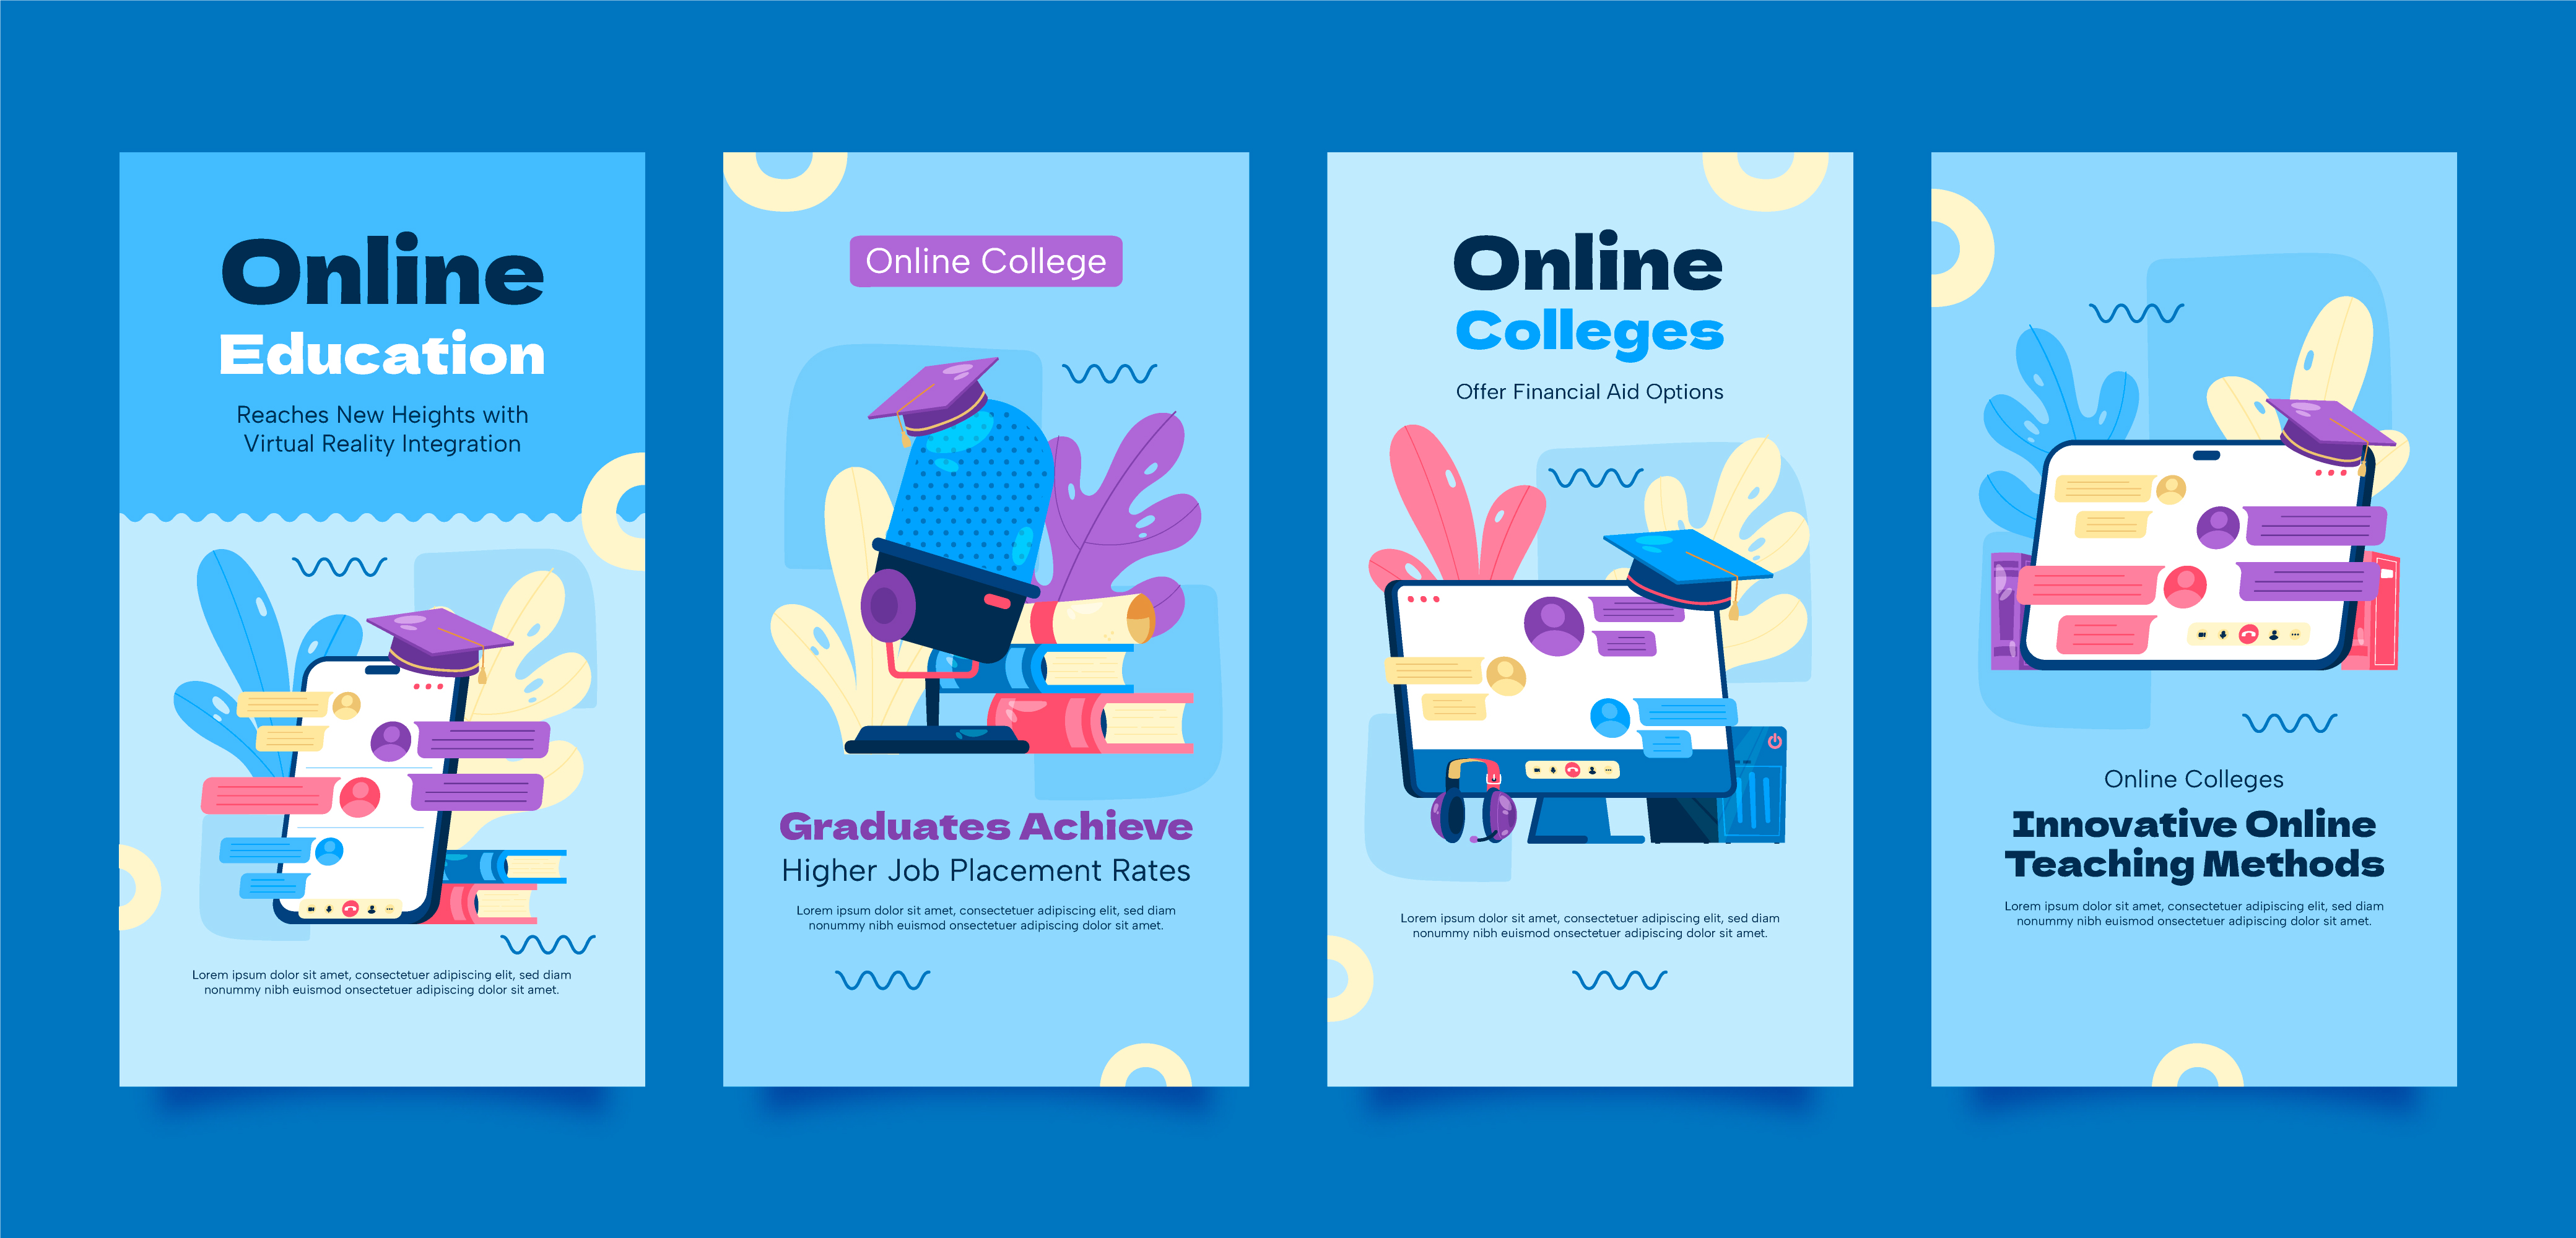 Online
Education
Reaches New Heights with
Virtual Reality Integration
Lorem ipsum dolor sit amet, consectetuer adipiscing elit, sed diam
nonummy nibh euismod onsectetuer adipiscing dolor sit amet.
Online College
Graduates Achieve
Higher Job Placement Rates
Lorem ipsum dolor sit amet, consectetuer adipiscing elit, sed diam
nonummy nibh euismod onsectetuer adipiscing dolor sit amet.
Online
Colleges
Offer Financial Aid Options
Lorem ipsum dolor sit amet, consectetuer adipiscing elit, sed diam
nonummy nibh euismod onsectetuer adipiscing dolor sit amet.
Online Colleges
Innovative Online
Teaching Methods
Lorem ipsum dolor sit amet, consectetuer adipiscing elit, sed diam
nonummy nibh euismod onsectetuer adipiscing dolor sit amet.